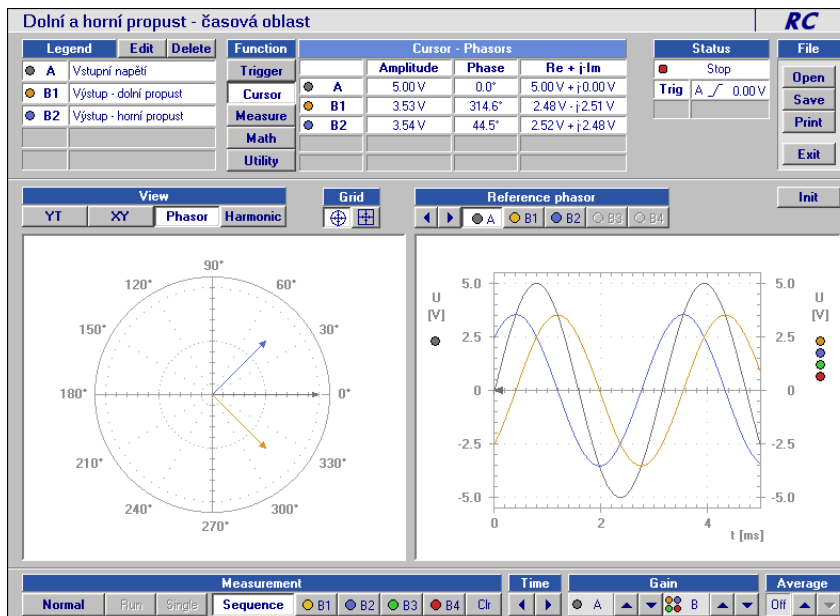 Dolní a horní propust - časová oblast
RC
Legend Edit Delete
A Vstupní napětí
B1 Výstup - dolní propust
B2 Výstup - horní propust
Function
Trigger
Cursor
Measure
Math
Utility
Cursor - Phasors
Amplitude Phase Re + j·Im
A 5.00 V 0.0° 5.00 V + j·0.00 V
B1 3.53 V 314.6° 2.48 V - j·2.51 V
B2 3.54 V 44.5° 2.52 V + j·2.48 V
Status
Stop
Trig A 0.00 V
File
Open
Save
Print
Exit
View
YT XY Phasor Harmonic
Grid
Reference phasor
A B1 B2 B3 B4
Init
90°
120° 60°
150° 30°
180° 0°
210° 330°
240° 300°
270°
5.0 5.0
U U
[V] [V]
2.5 2.5
0 0
-2.5 -2.5
-5.0 -5.0
0 2 4
t [ms]
Measurement
Normal Run Single Sequence B1 B2 B3 B4 Clr
Time
Gain
A B
Average
Off